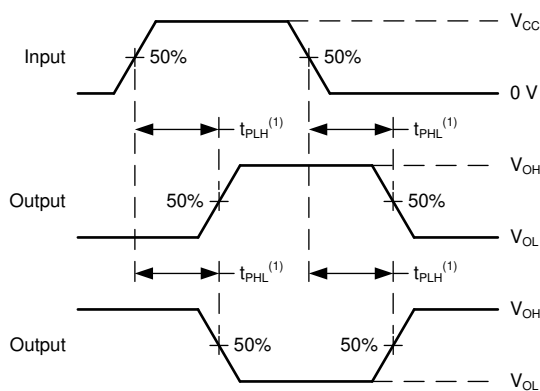 V_CC
Input 50% 50%
0 V
t_PLH^(1) t_PHL^(1)
V_OH
Output 50% 50%
V_OL
t_PHL^(1) t_PLH^(1)
V_OH
Output 50% 50%
V_OL